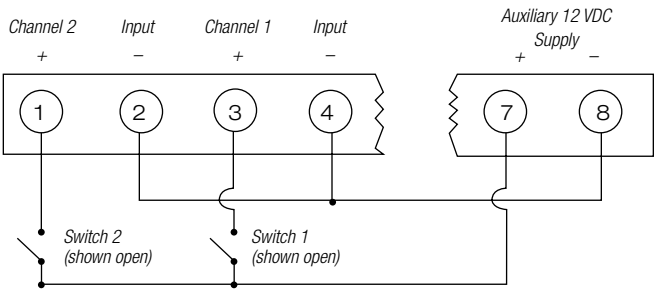 Channel 2 Input Channel 1 Input Auxiliary 12 VDC
Supply
+ – + – + –
1 2 3 4 7 8
Switch 2 Switch 1
(shown open) (shown open)